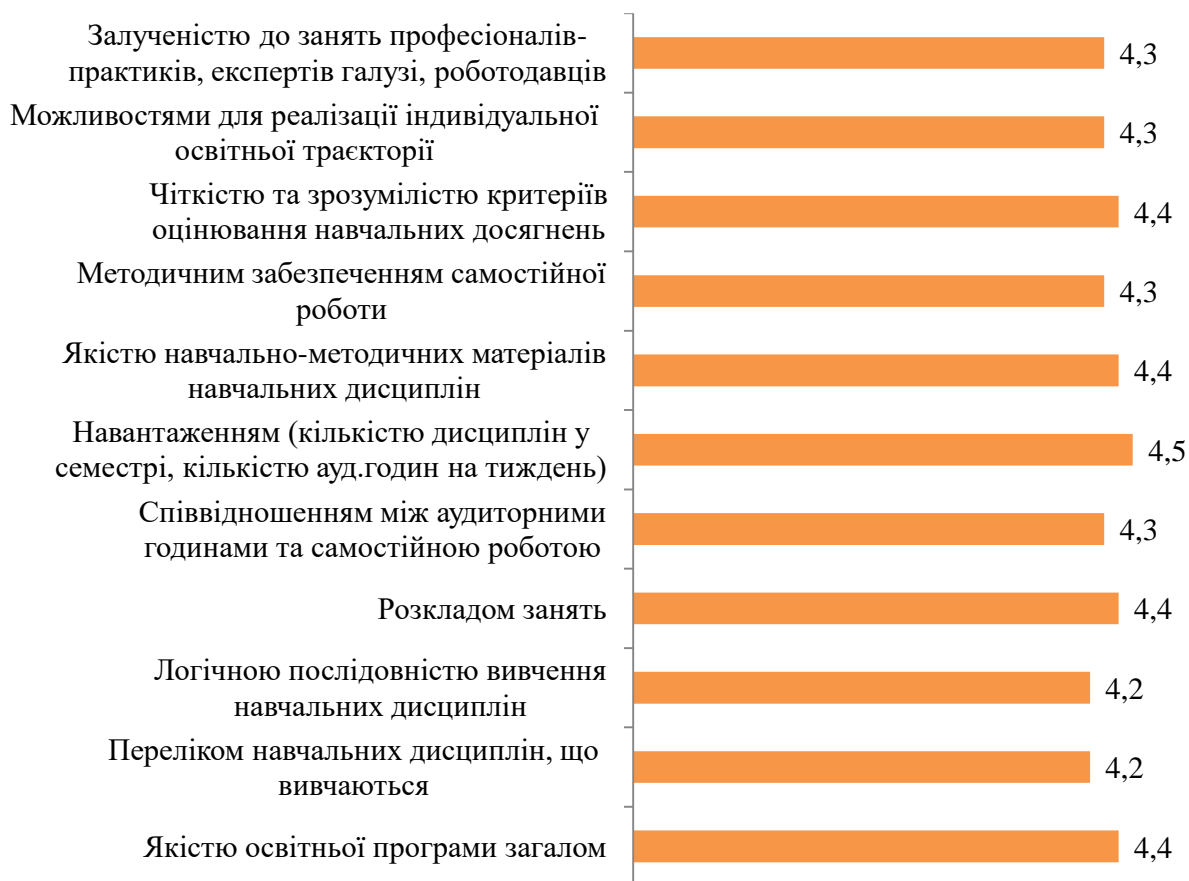 Залученістю до занять професіоналів-
практиків, експертів галузі, роботодавців
4,3
Можливостями для реалізації індивідуальної
освітньої траєкторії
4,3
Чіткістю та зрозумілістю критеріїв
оцінювання навчальних досягнень
4,4
Методичним забезпеченням самостійної
роботи
4,3
Якістю навчально-методичних матеріалів
навчальних дисциплін
4,4
Навантаженням (кількістю дисциплін у
семестрі, кількістю ауд.годин на тиждень)
4,5
Співвідношенням між аудиторними
годинами та самостійною роботою
4,3
Розкладом занять
4,4
Логічною послідовністю вивчення
навчальних дисциплін
4,2
Переліком навчальних дисциплін, що
вивчаються
4,2
Якістю освітньої програми загалом
4,4